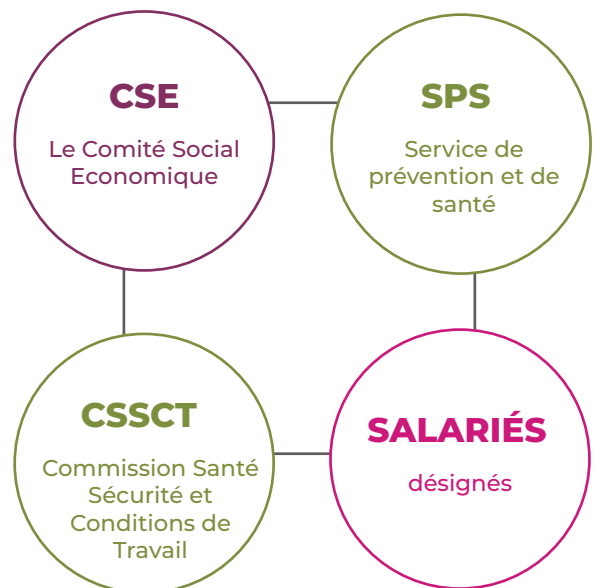 CSE
Le Comité Social
Economique
SPS
Service de
prévention et de
santé
CSSCT
Commission Santé
Sécurité et
Conditions de
Travail
SALARIÉS
désignés